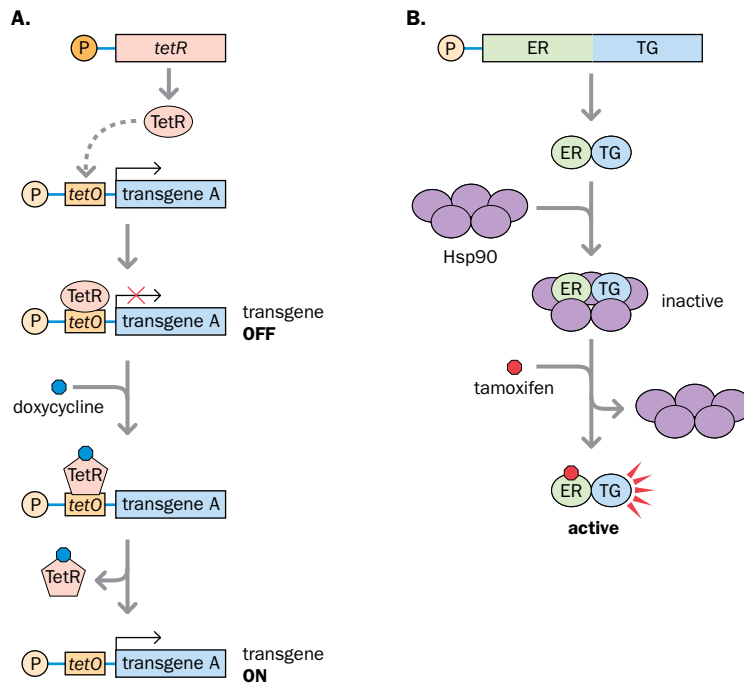 A.
P tetR
TetR
P tetO transgene A
TetR
P tetO transgene A
transgene
OFF
doxycycline
TetR
P tetO transgene A
TetR
P tetO transgene A
transgene
ON
B.
P ER TG
ER TG
Hsp90
ER TG
inactive
tamoxifen
ER TG
active